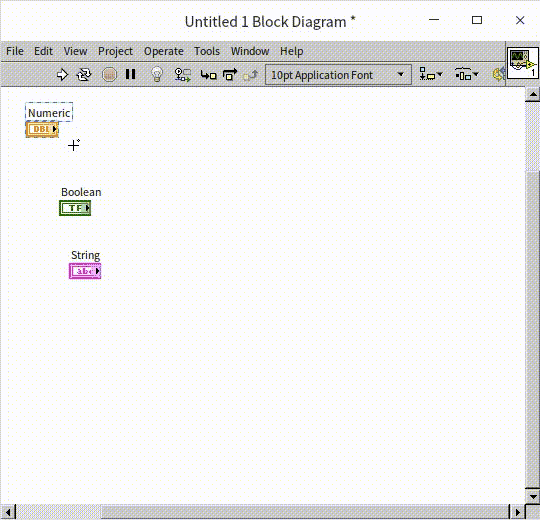 Untitled 1 Block Diagram *
File Edit View Project Operate Tools Window Help
10pt Application Font
1
Numeric
DBL
Boolean
TF
String
abc